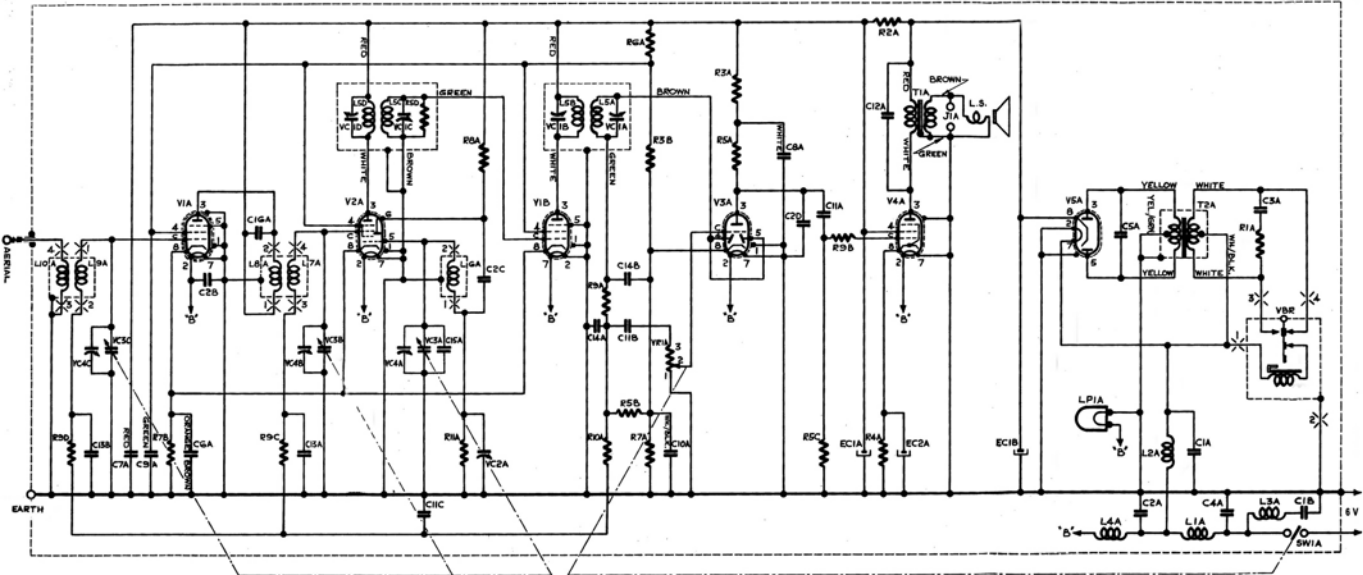 R2A
R6A
RED
RED
R3A
RED
BROWN
T1A
L5D
L5C
R5D
GREEN
L5B
L5A
BROWN
L.S.
VC1D
VC1C
VC1B
VC1A
C12A
J1A
R8A
R3B
R5A
WHITE
C8A
GREEN
WHITE
BROWN
WHITE
GREEN
WHITE
V5A
YELLOW
WHITE
V1A
C16A
V2A
V1B
V3A
C2D
C11A
V4A
C5A
T2A
C3A
R1A
YEL/GRN
R9B
AERIAL
L10A
L9A
L8A
L7A
L6A
C2C
C14B
YELLOW
WHITE
C2B
R9A
"B"
"B"
"B"
"B"
"B"
VBR
VC4C
VC3C
VC4B
VC3B
VC4A
VC3A
C15A
C14A
C11B
VR1A
LP1A
"B"
R5B
R9D
C13B
C7A
RED
GREEN
C9A
R7B
ORANGE
BROWN
C6A
R9C
C13A
R11A
VC2A
R10A
R7A
C10A
R5C
EC1A
R4A
EC2A
EC1B
L2A
C1A
EARTH
C11C
C2A
C4A
L3A
C1B
6V
"B"
L4A
L1A
SW1A